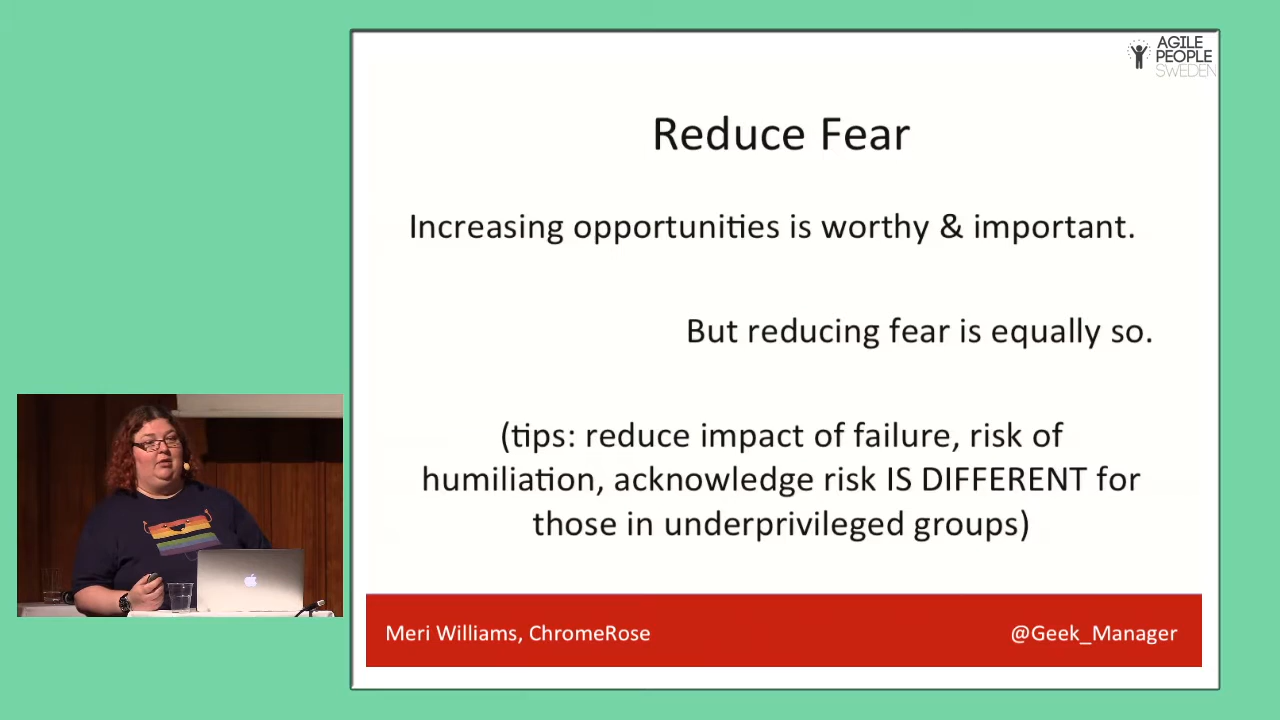 AGILE
PEOPLE
SWEDEN
Reduce Fear
Increasing opportunities is worthy & important.
But reducing fear is equally so.
(tips: reduce impact of failure, risk of
humiliation, acknowledge risk IS DIFFERENT for
those in underprivileged groups)
Meri Williams, ChromeRose
@Geek_Manager